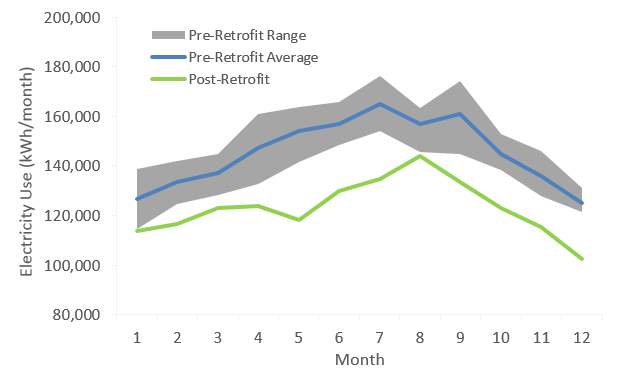 200,000
180,000
160,000
140,000
120,000
100,000
80,000
Electricity Use (kWh/month)
Pre-Retrofit Range
Pre-Retrofit Average
Post-Retrofit
1 2 3 4 5 6 7 8 9 10 11 12
Month